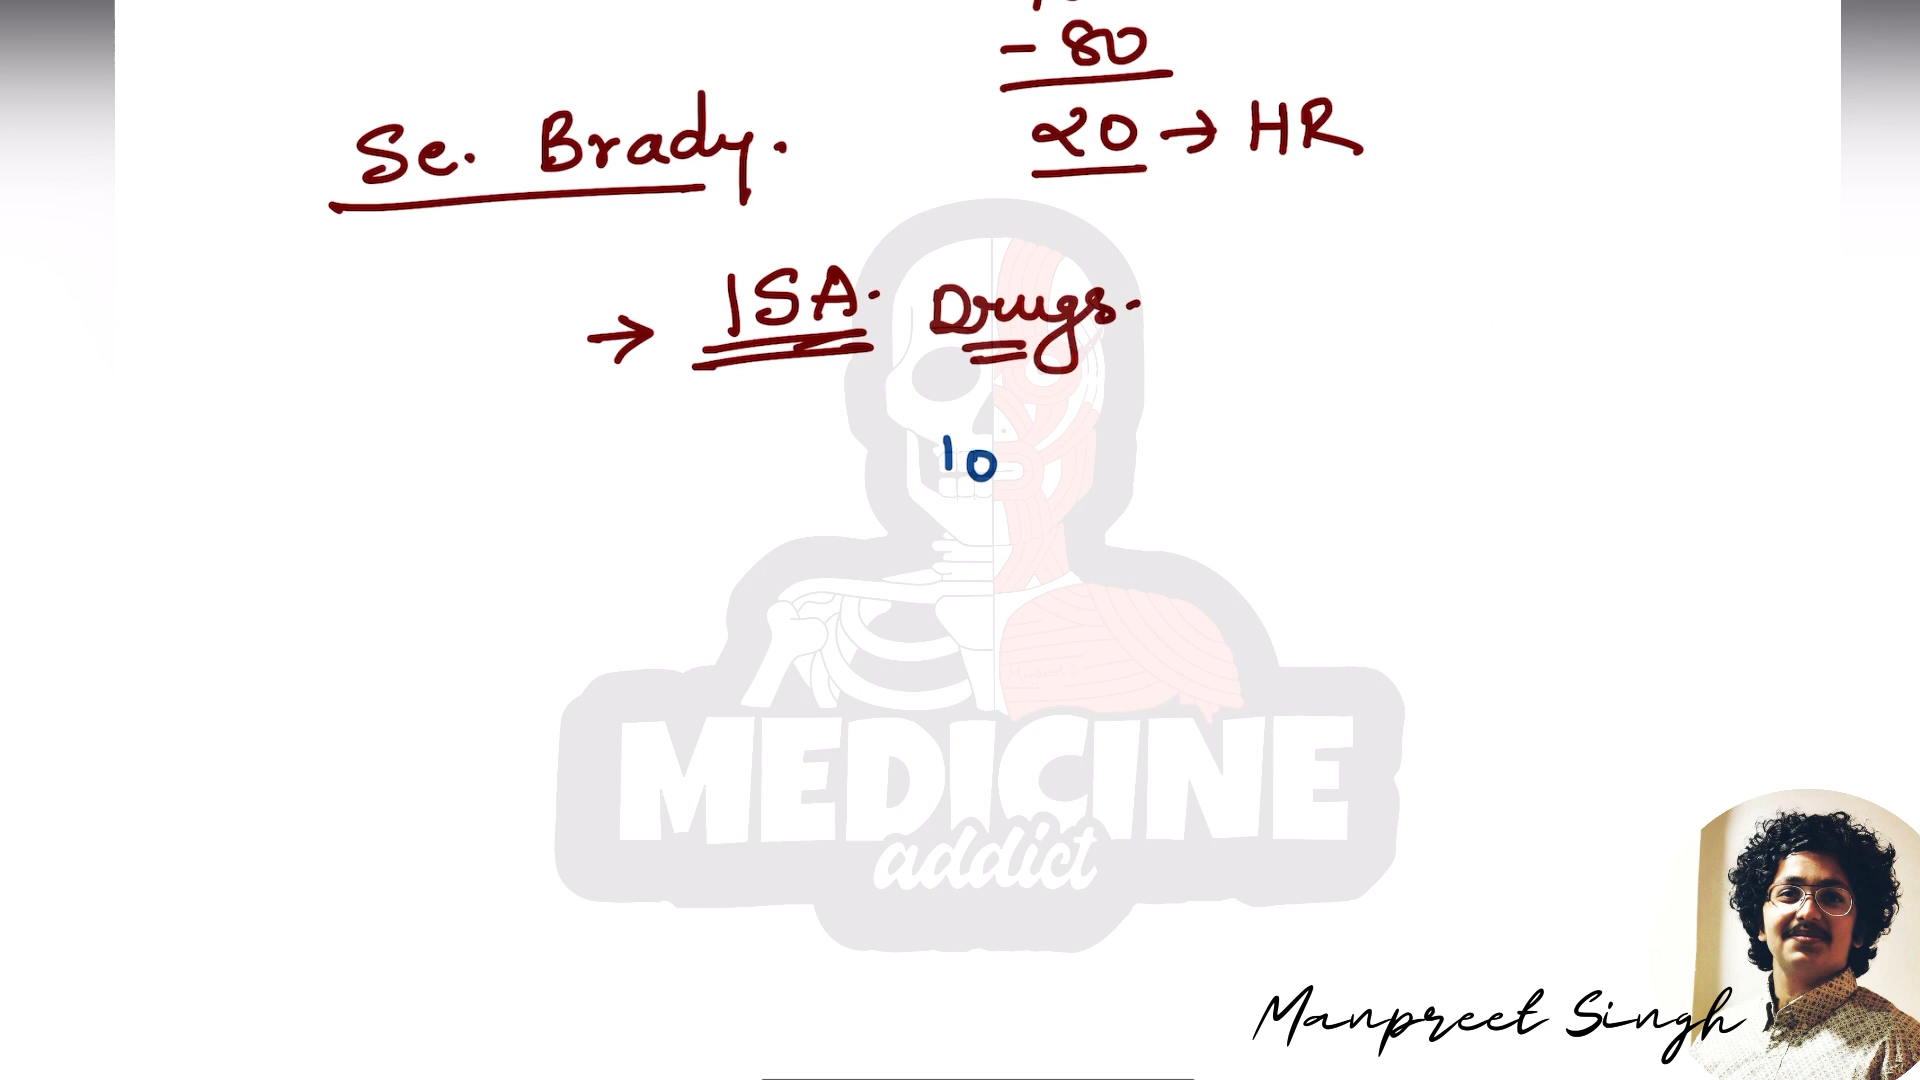 - 80
20 → HR
Se. Brady.
→ ISA. Drugs.
10
MEDICINE
addict
Manpreet Singh